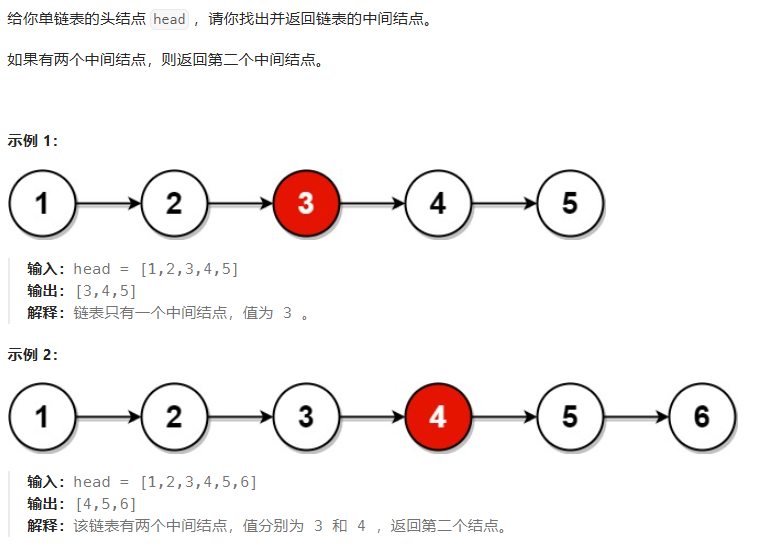 给你单链表的头结点 head ，请你找出并返回链表的中间结点。
如果有两个中间结点，则返回第二个中间结点。
示例 1：
1 2 3 4 5
输入：head = [1,2,3,4,5]
输出：[3,4,5]
解释：链表只有一个中间结点，值为 3 。
示例 2：
1 2 3 4 5 6
输入：head = [1,2,3,4,5,6]
输出：[4,5,6]
解释：该链表有两个中间结点，值分别为 3 和 4 ，返回第二个结点。